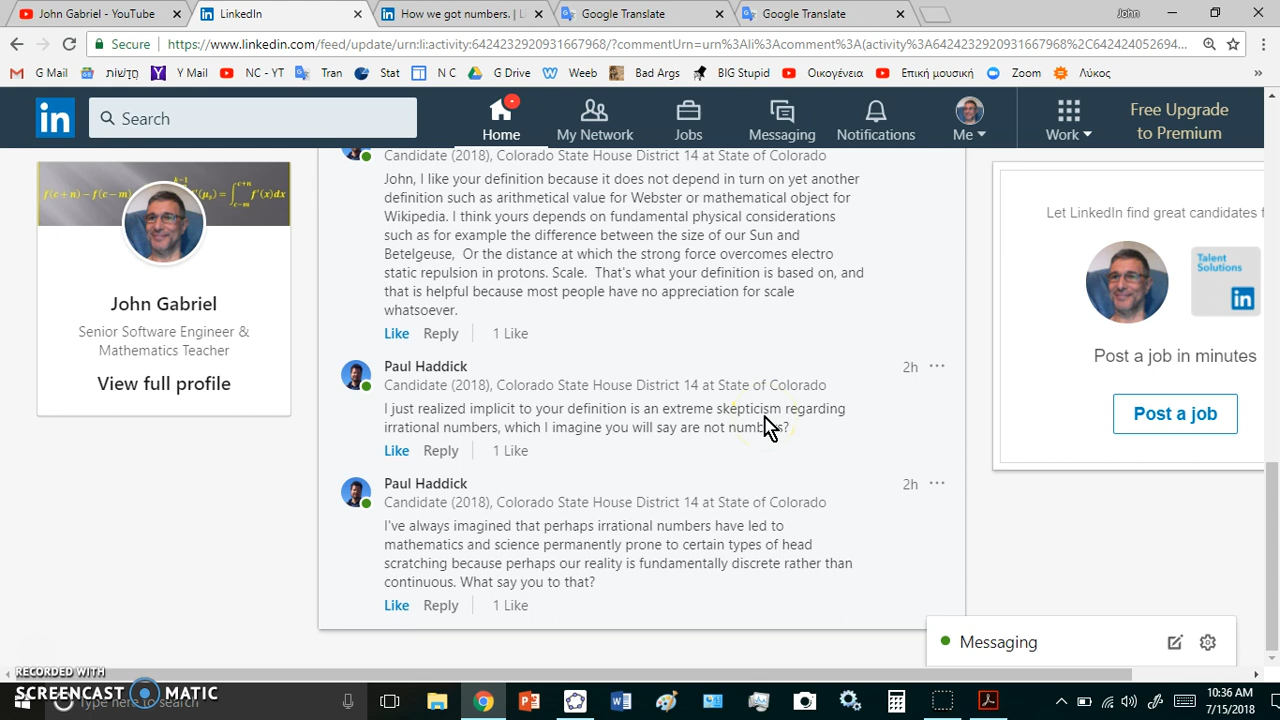 John Gabriel - YouTube
LinkedIn
How we got numbers. | L
Google Translate
Google Translate
John
Secure
https://www.linkedin.com/feed/update/urn:li:activity:6424232920931667968/?commentUrn=urn%3Ali%3Acomment%3A(activity%3A6424232920931667968%2C642424052694...
G Mail
חֲדָשׁוֹת
Y Mail
NC - YT
Tran
Stat
N C
G Drive
Weeb
Bad Args
BIG Stupid
Οικογένεια
Επική μουσική
Zoom
Λύκος
Search
Home
My Network
Jobs
Messaging
Notifications
Me
Work
Free Upgrade
to Premium
John Gabriel
Senior Software Engineer &
Mathematics Teacher
View full profile
Candidate (2018), Colorado State House District 14 at State of Colorado
John, I like your definition because it does not depend in turn on yet another
definition such as arithmetical value for Webster or mathematical object for
Wikipedia. I think yours depends on fundamental physical considerations
such as for example the difference between the size of our Sun and
Betelgeuse, Or the distance at which the strong force overcomes electro
static repulsion in protons. Scale. That's what your definition is based on, and
that is helpful because most people have no appreciation for scale
whatsoever.
Like Reply 1 Like
Paul Haddick
2h
Candidate (2018), Colorado State House District 14 at State of Colorado
I just realized implicit to your definition is an extreme skepticism regarding
irrational numbers, which I imagine you will say are not numbers?
Like Reply 1 Like
Paul Haddick
2h
Candidate (2018), Colorado State House District 14 at State of Colorado
I've always imagined that perhaps irrational numbers have led to
mathematics and science permanently prone to certain types of head
scratching because perhaps our reality is fundamentally discrete rather than
continuous. What say you to that?
Like Reply 1 Like
Let LinkedIn find great candidates f
Talent
Solutions
Post a job in minutes
Post a job
Messaging
RECORDED WITH
SCREENCAST MATIC
Type here to search
10:36 AM
7/15/2018